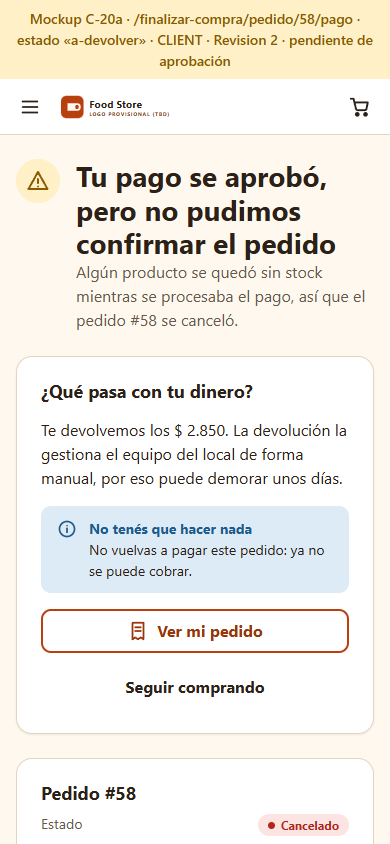 Mockup C-20a · /finalizar-compra/pedido/58/pago ·
estado «a-devolver» · CLIENT · Revision 2 · pendiente de
aprobación
Food Store
LOGO PROVISIONAL (TBD)
Tu pago se aprobó,
pero no pudimos
confirmar el pedido
Algún producto se quedó sin stock
mientras se procesaba el pago, así que el
pedido #58 se canceló.
¿Qué pasa con tu dinero?
Te devolvemos los $ 2.850. La devolución la
gestiona el equipo del local de forma
manual, por eso puede demorar unos días.
No tenés que hacer nada
No vuelvas a pagar este pedido: ya no
se puede cobrar.
Ver mi pedido
Seguir comprando
Pedido #58
Estado
Cancelado